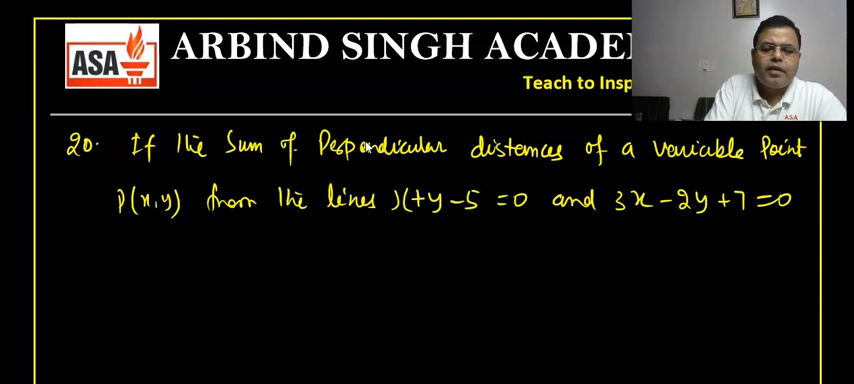 ASA
ARBIND SINGH ACADE
Teach to Insp
20. If the Sum of Perpendicular distances of a variable Point
P(x,y) from the lines x+y-5=0 and 3x-2y+7=0
ASA